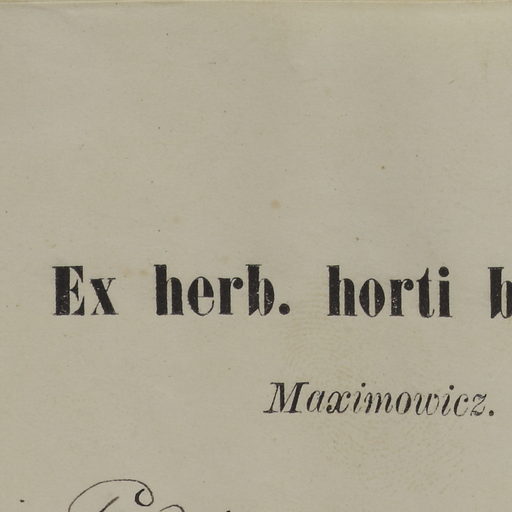 Ex herb. horti
Maximowicz.